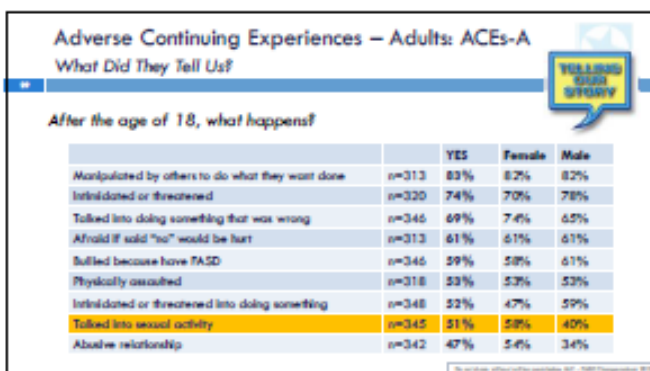 Adverse Continuing Experiences – Adults: ACEs-A
What Did They Tell Us?
TELLING
OUR
STORY
After the age of 18, what happens?
YES Female Male
Manipulated by others to do what they want done n=313 83% 82% 82%
Intimidated or threatened n=320 74% 70% 78%
Talked into doing something that was wrong n=346 69% 74% 65%
Afraid if said "no" would be hurt n=313 61% 61% 61%
Bullied because have FASD n=346 59% 58% 61%
Physically assaulted n=318 53% 53% 53%
Intimidated or threatened into doing something n=348 52% 47% 59%
Talked into sexual activity n=345 51% 58% 40%
Abusive relationship n=342 47% 54% 34%